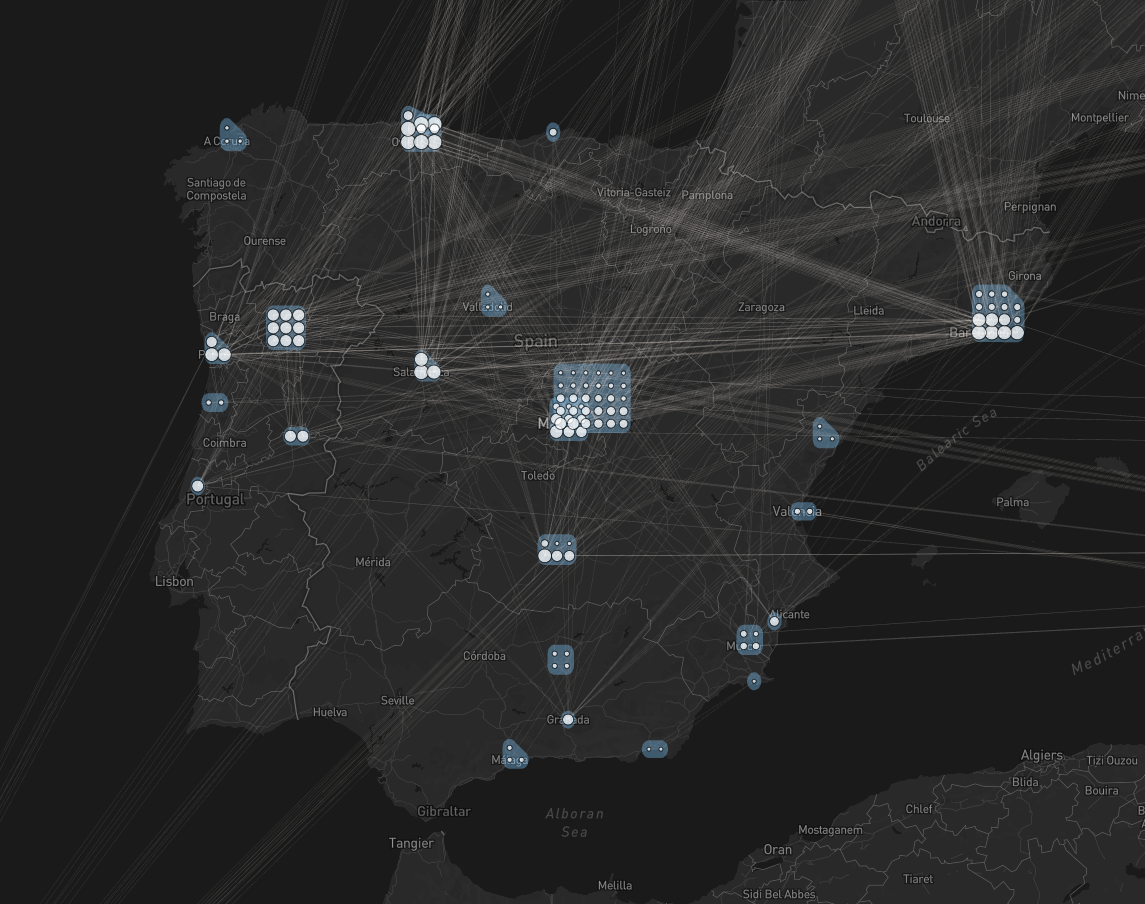 Nime
Toulouse
Montpellier
Santiago de
Compostela
Vitoria-Gasteiz
Pamplona
Perpignan
Andorra
Logroño
Ourense
Girona
Braga
Zaragoza
Lleida
Spain
Coimbra
Balearic Sea
Toledo
Portugal
Palma
Mérida
Lisbon
Alicante
Córdoba
Mediterra
Seville
Huelva
Granada
Algiers
Tizi Ouzou
Blida
Bouira
Gibraltar
Chlef
Alboran
Sea
Mostaganem
Tangier
Oran
Tiaret
Melilla
Sidi Bel Abbes